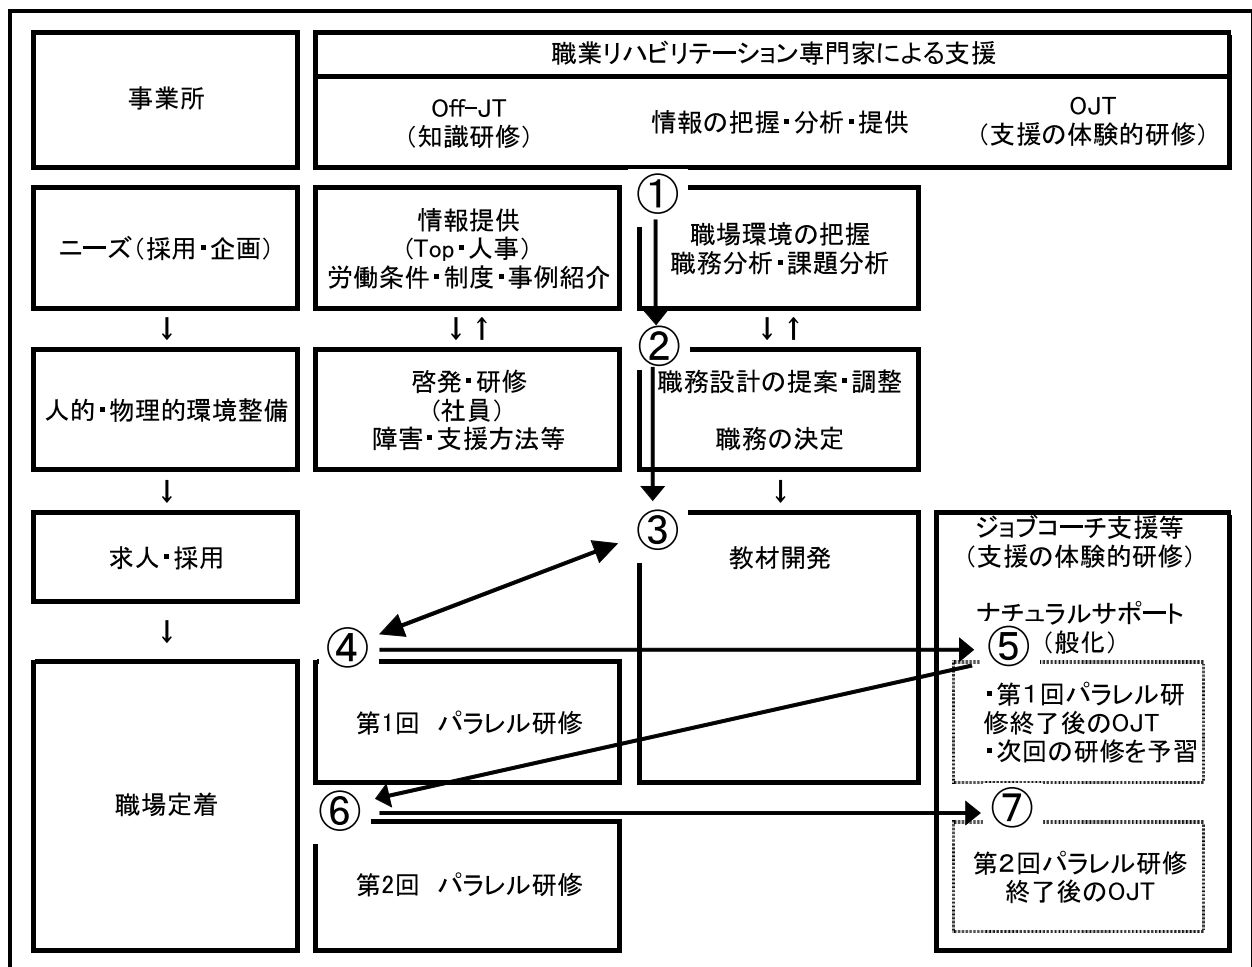 事業所
職業リハビリテーション専門家による支援
Off-JT
(知識研修)
情報の把握・分析・提供
OJT
(支援の体験的研修)
ニーズ(採用・企画)
情報提供
(Top・人事)
労働条件・制度・事例紹介
①
職場環境の把握
職務分析・課題分析
↓
↓ ↑
↓ ↑
人的・物理的環境整備
啓発・研修
(社員)
障害・支援方法等
②
職務設計の提案・調整
職務の決定
↓
↓
求人・採用
③
教材開発
ジョブコーチ支援等
(支援の体験的研修)
ナチュラルサポート
(般化)
↓
職場定着
④
第1回 パラレル研修
⑤
・第1回パラレル研
修終了後のOJT
・次回の研修を予習
⑥
第2回 パラレル研修
⑦
第2回パラレル研修
終了後のOJT